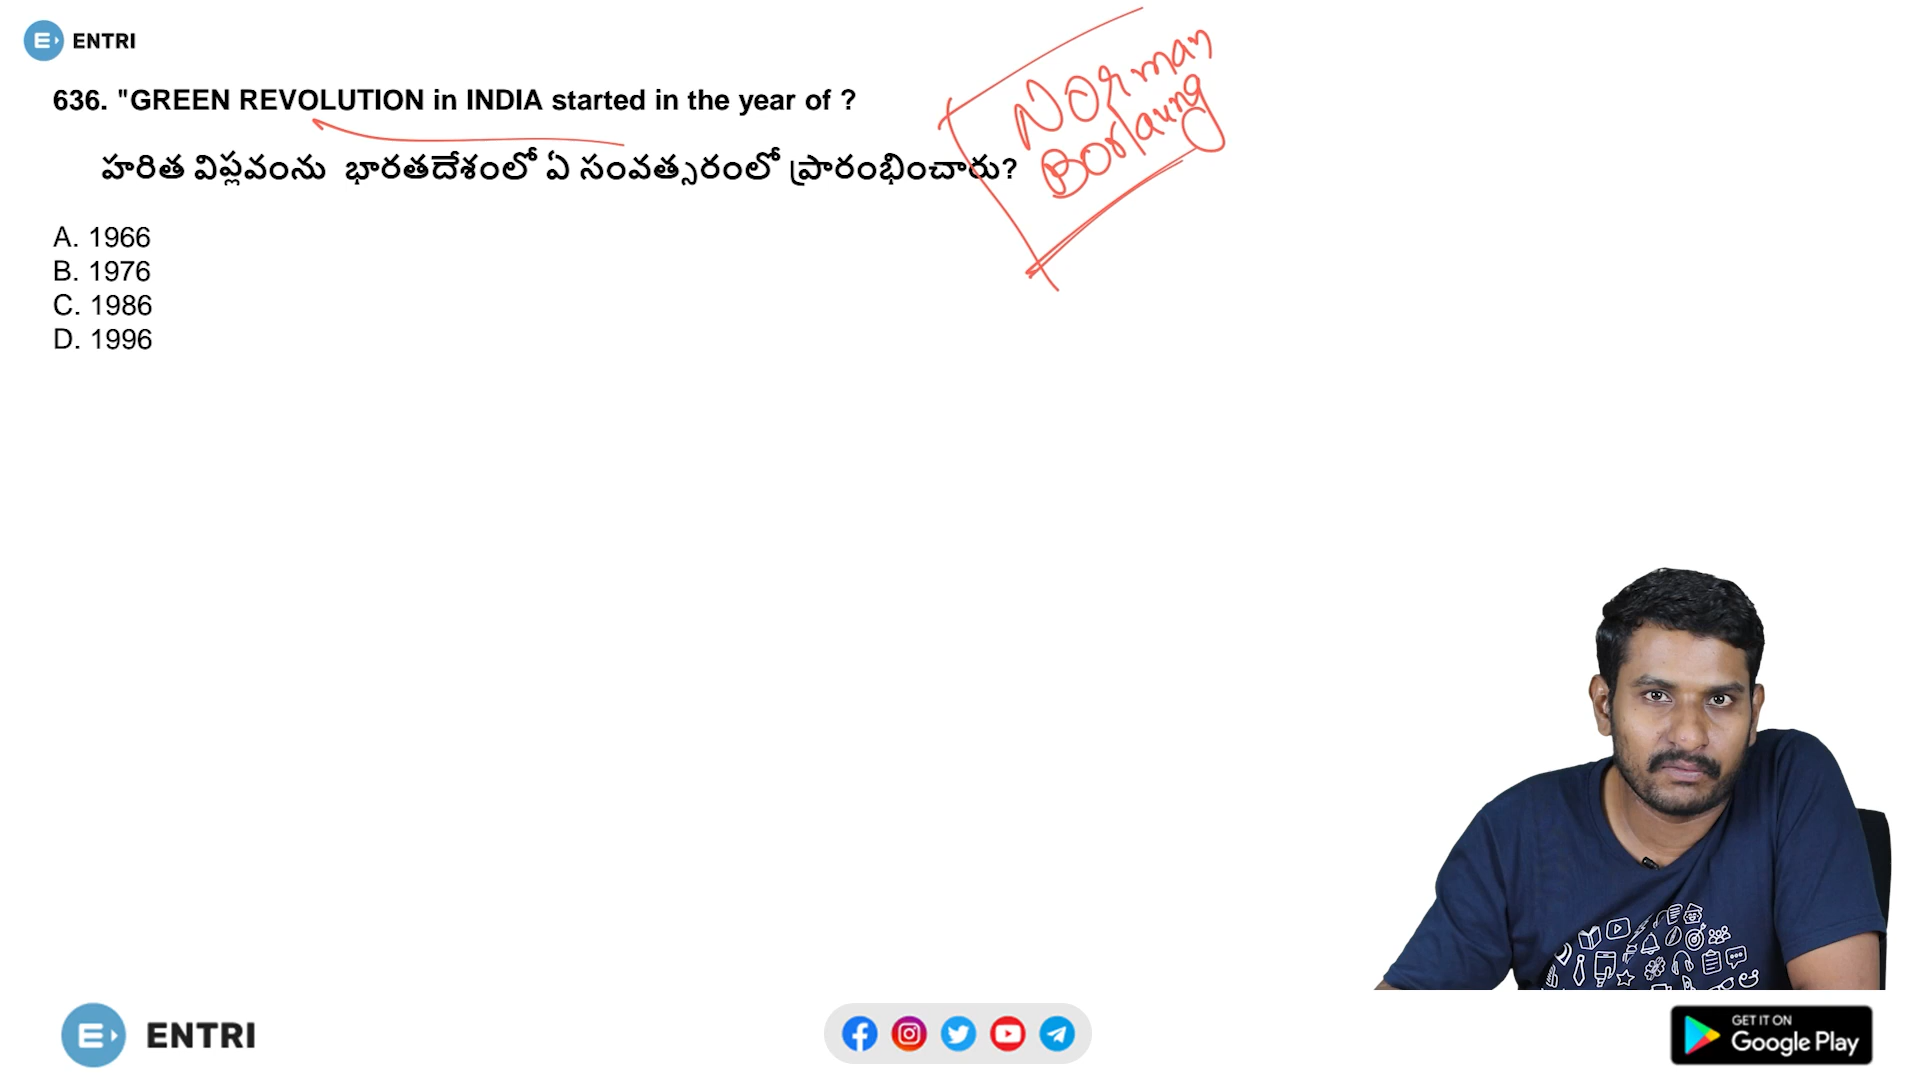 ENTRI
636. "GREEN REVOLUTION in INDIA started in the year of ?
హరిత విప్లవంను భారతదేశంలో ఏ సంవత్సరంలో ప్రారంభించారు?
Norman
Borlaung
A. 1966
B. 1976
C. 1986
D. 1996
ENTRI
GET IT ON
Google Play